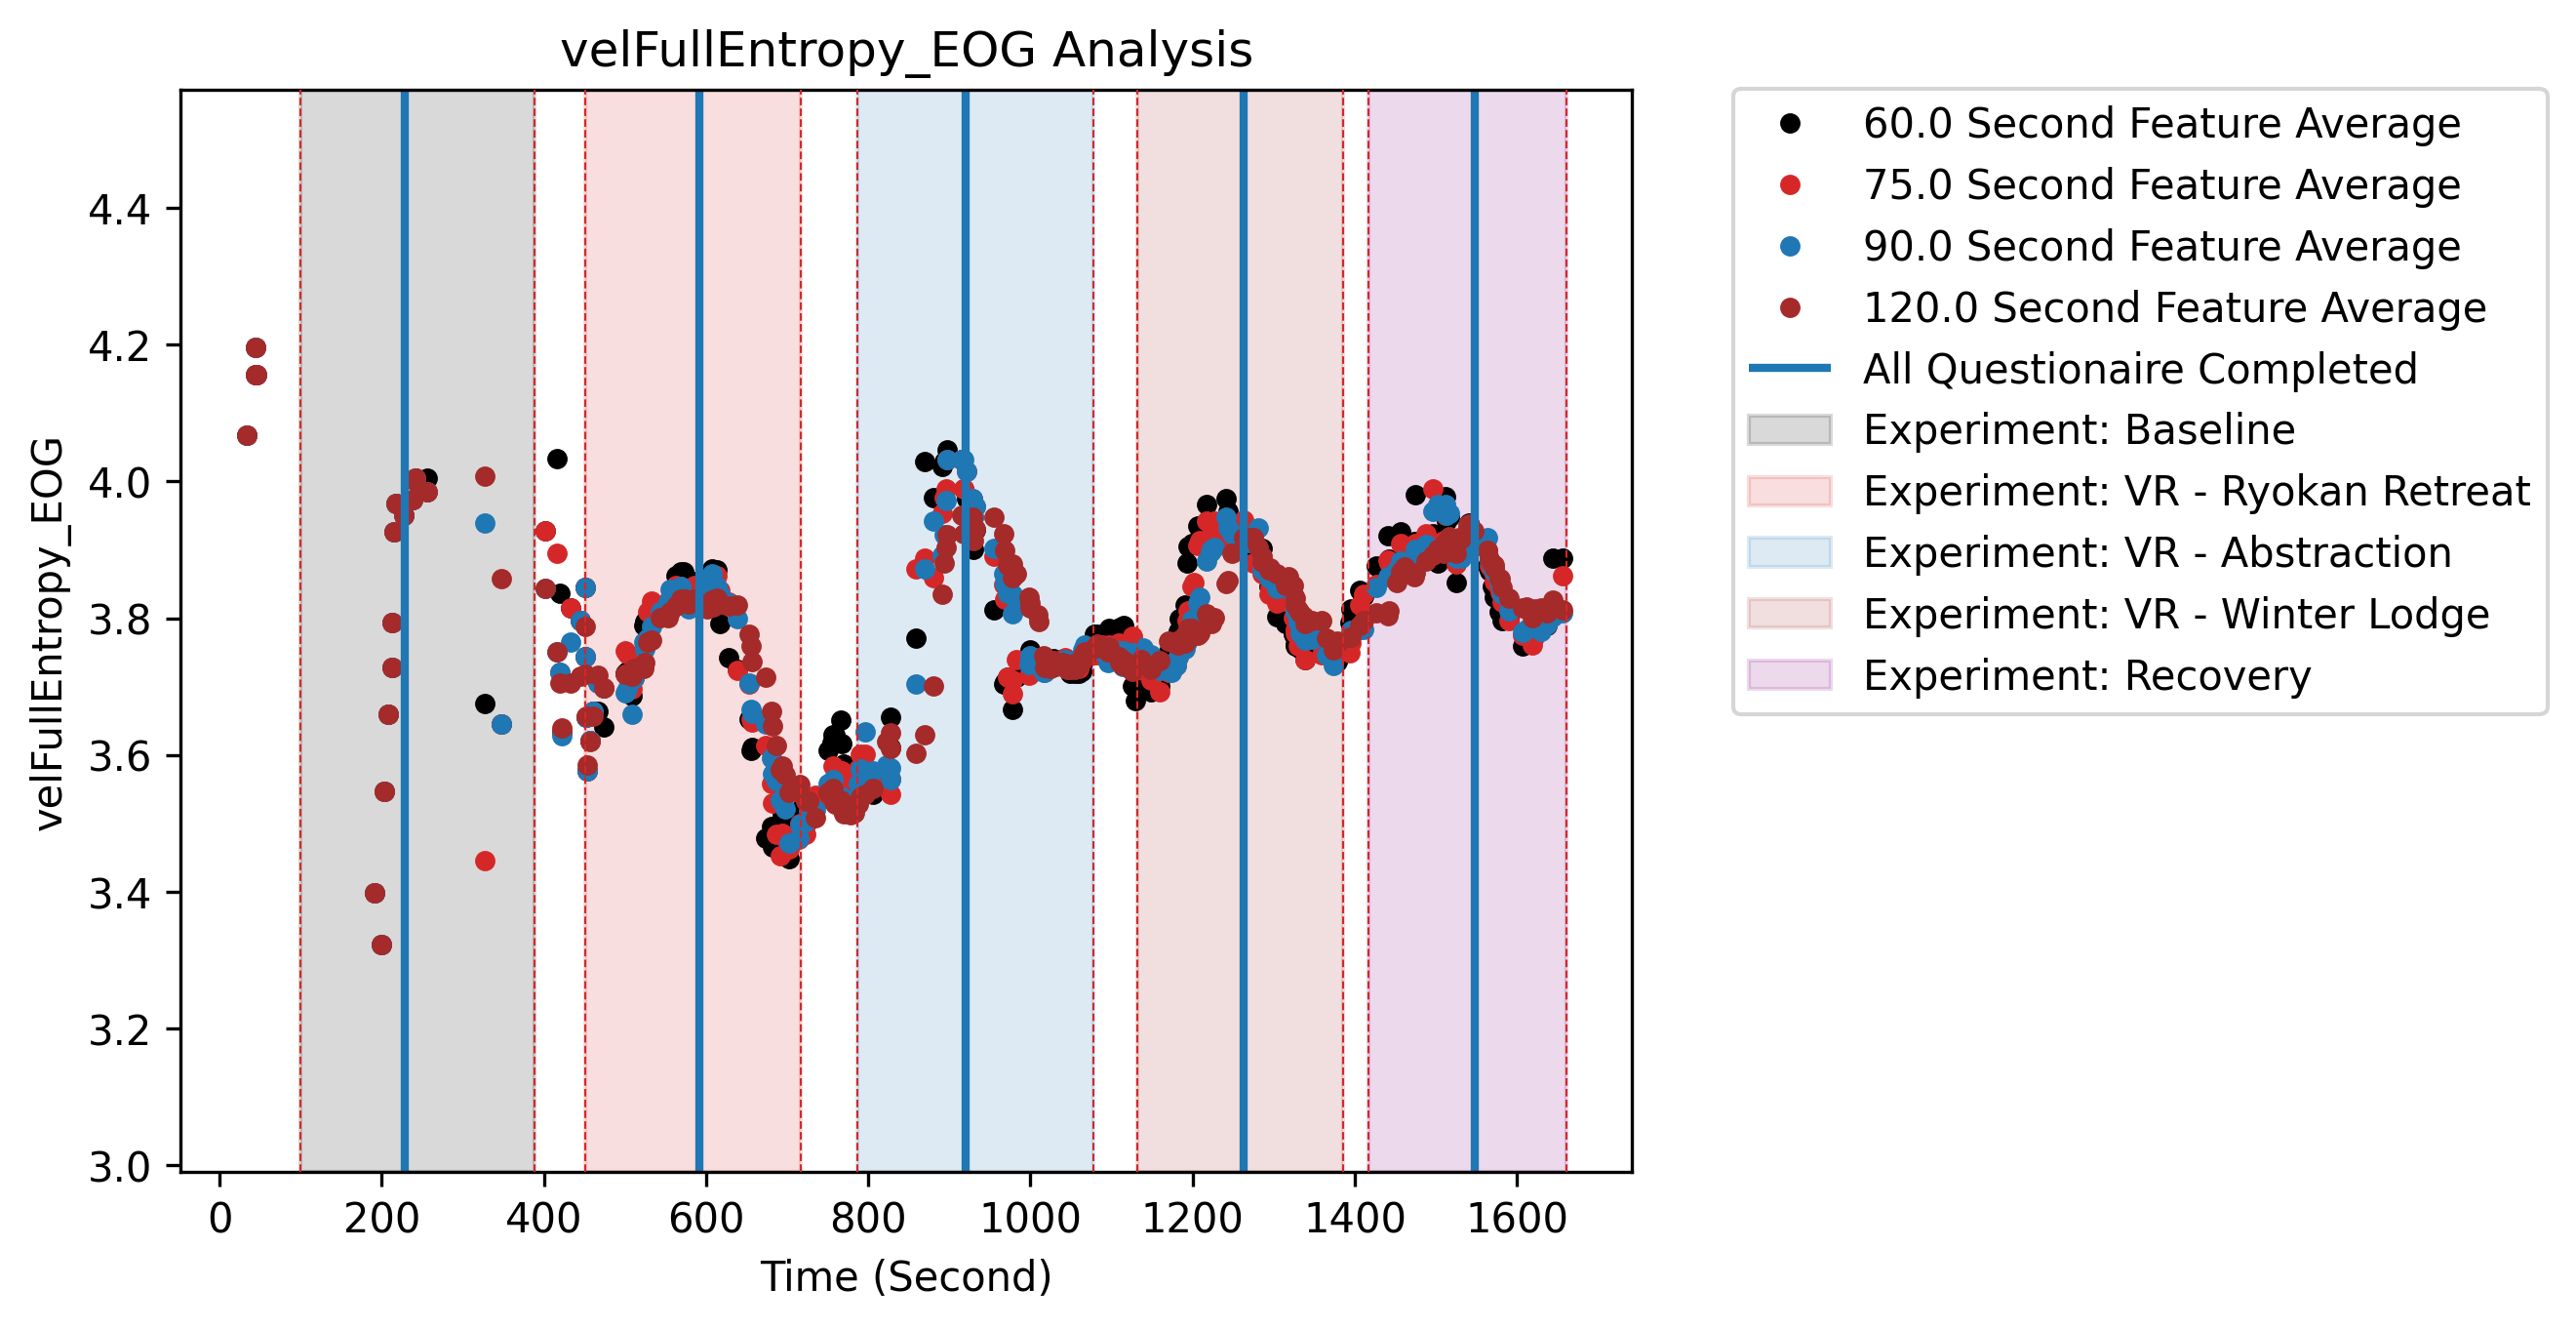 velFullEntropy_EOG Analysis
velFullEntropy_EOG
4.4
4.2
4.0
3.8
3.6
3.4
3.2
3.0
0 200 400 600 800 1000 1200 1400 1600
Time (Second)
60.0 Second Feature Average
75.0 Second Feature Average
90.0 Second Feature Average
120.0 Second Feature Average
All Questionaire Completed
Experiment: Baseline
Experiment: VR - Ryokan Retreat
Experiment: VR - Abstraction
Experiment: VR - Winter Lodge
Experiment: Recovery